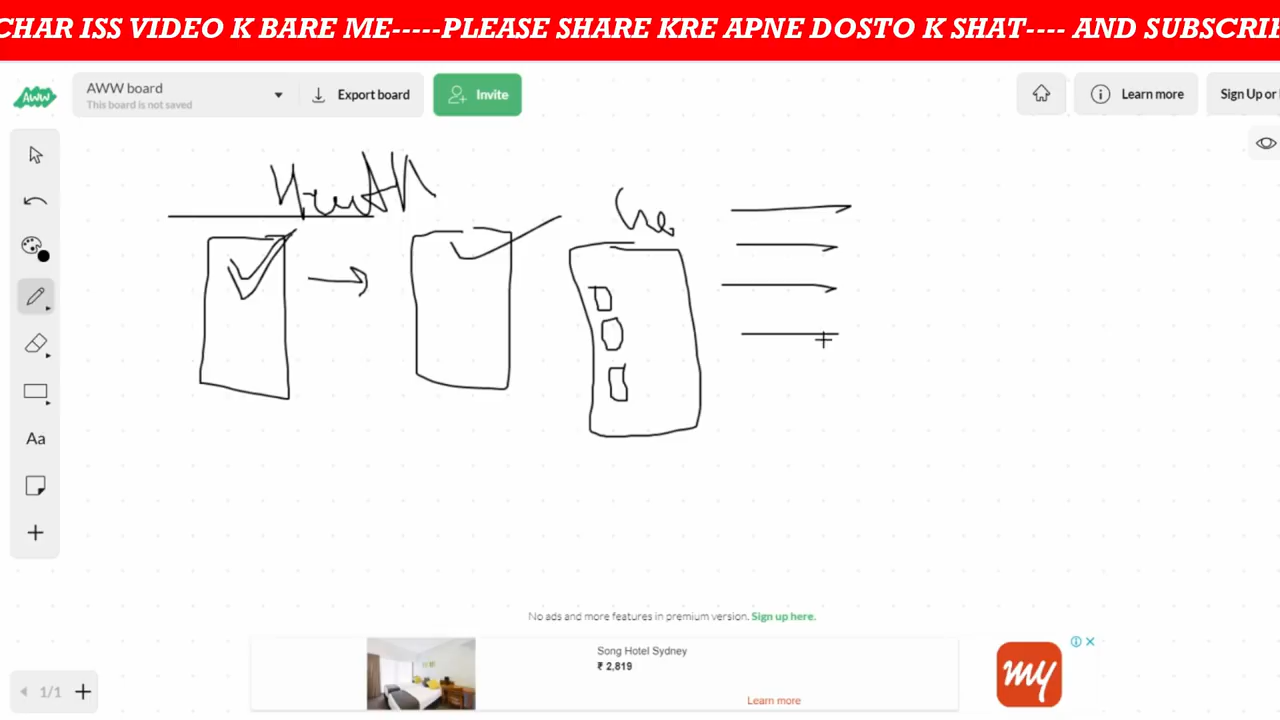 CHAR ISS VIDEO K BARE ME-----PLEASE SHARE KRE APNE DOSTO K SHAT---- AND SUBSCRIE
AWW
AWW board
This board is not saved
Export board
Invite
Learn more
Sign Up or
Aa
No ads and more features in premium version. Sign up here.
Song Hotel Sydney
₹ 2,819
Learn more
my
1/1